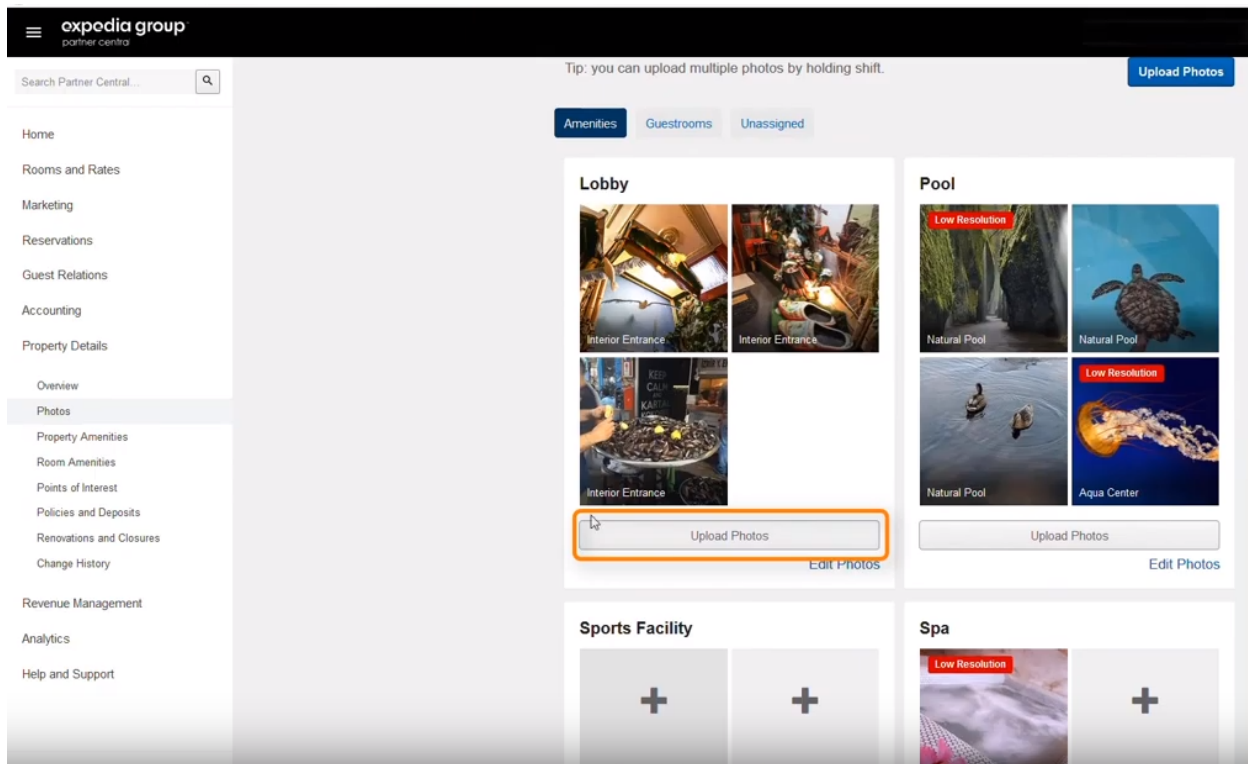 expedia group
partner central
Search Partner Central...
Home
Rooms and Rates
Marketing
Reservations
Guest Relations
Accounting
Property Details
Overview
Photos
Property Amenities
Room Amenities
Points of Interest
Policies and Deposits
Renovations and Closures
Change History
Revenue Management
Analytics
Help and Support
Tip: you can upload multiple photos by holding shift.
Upload Photos
Amenities
Guestrooms
Unassigned
Lobby
Interior Entrance
Interior Entrance
KEEP
CALM
AND
Interior Entrance
Upload Photos
Edit Photos
Pool
Low Resolution
Natural Pool
Natural Pool
Low Resolution
Natural Pool
Aqua Center
Upload Photos
Edit Photos
Sports Facility
Spa
Low Resolution